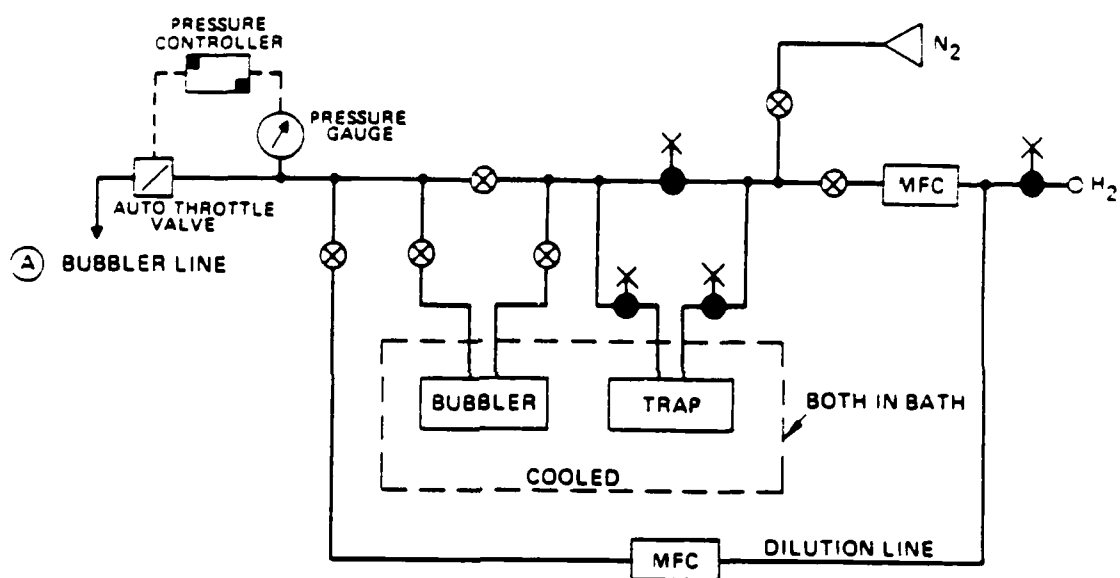 PRESSURE
CONTROLLER
N2
PRESSURE
GAUGE
MFC
H2
AUTO THROTTLE
VALVE
A BUBBLER LINE
BUBBLER
TRAP
BOTH IN BATH
COOLED
MFC
DILUTION LINE